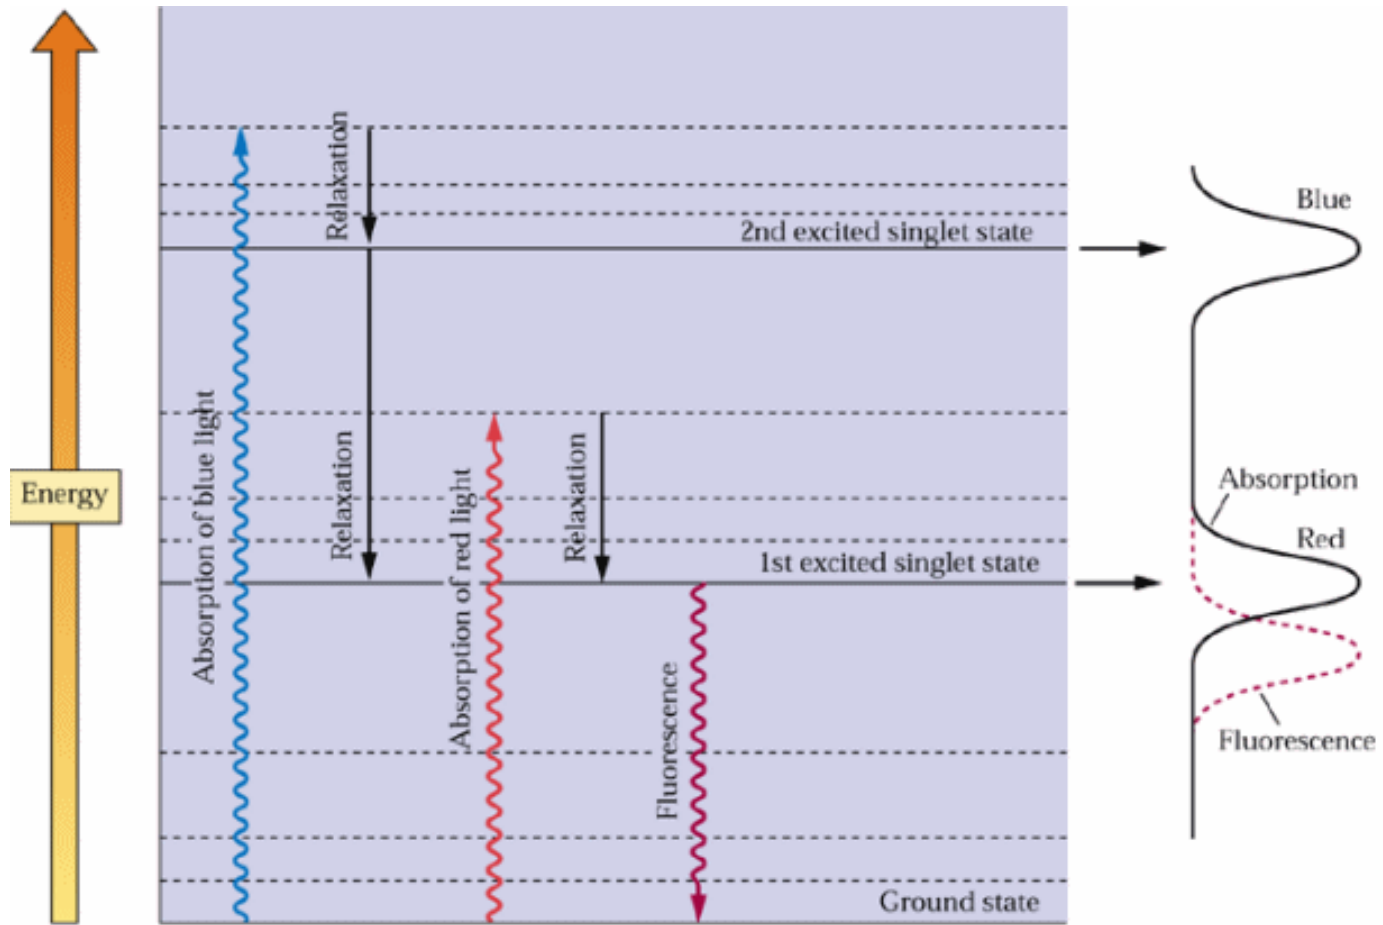 Relaxation
Blue
2nd excited singlet state
Absorption of blue light
Energy
Relaxation
Absorption of red light
Relaxation
Absorption
Red
1st excited singlet state
Fluorescence
Fluorescence
Ground state